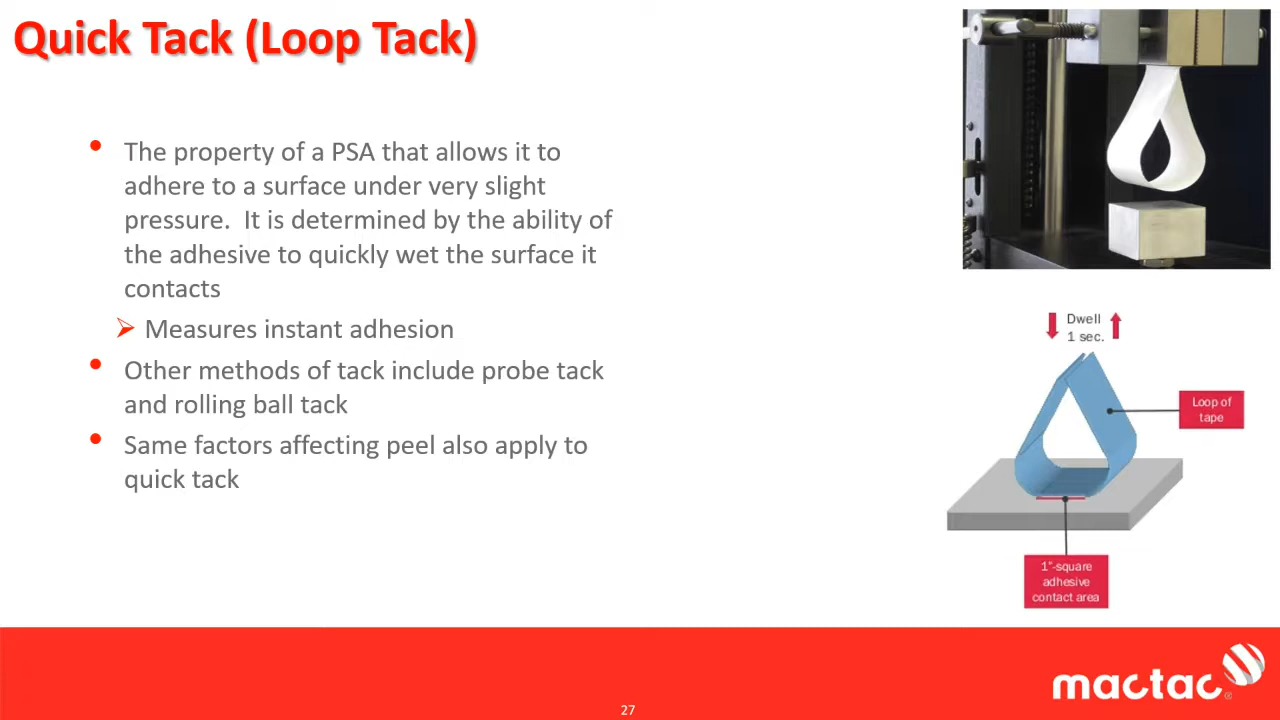 Quick Tack (Loop Tack)
• The property of a PSA that allows it to
adhere to a surface under very slight
pressure.  It is determined by the ability of
the adhesive to quickly wet the surface it
contacts
➢ Measures instant adhesion
• Other methods of tack include probe tack
and rolling ball tack
• Same factors affecting peel also apply to
quick tack
Dwell
1 sec.
Loop of
tape
1"-square
adhesive
contact area
mactac®
27